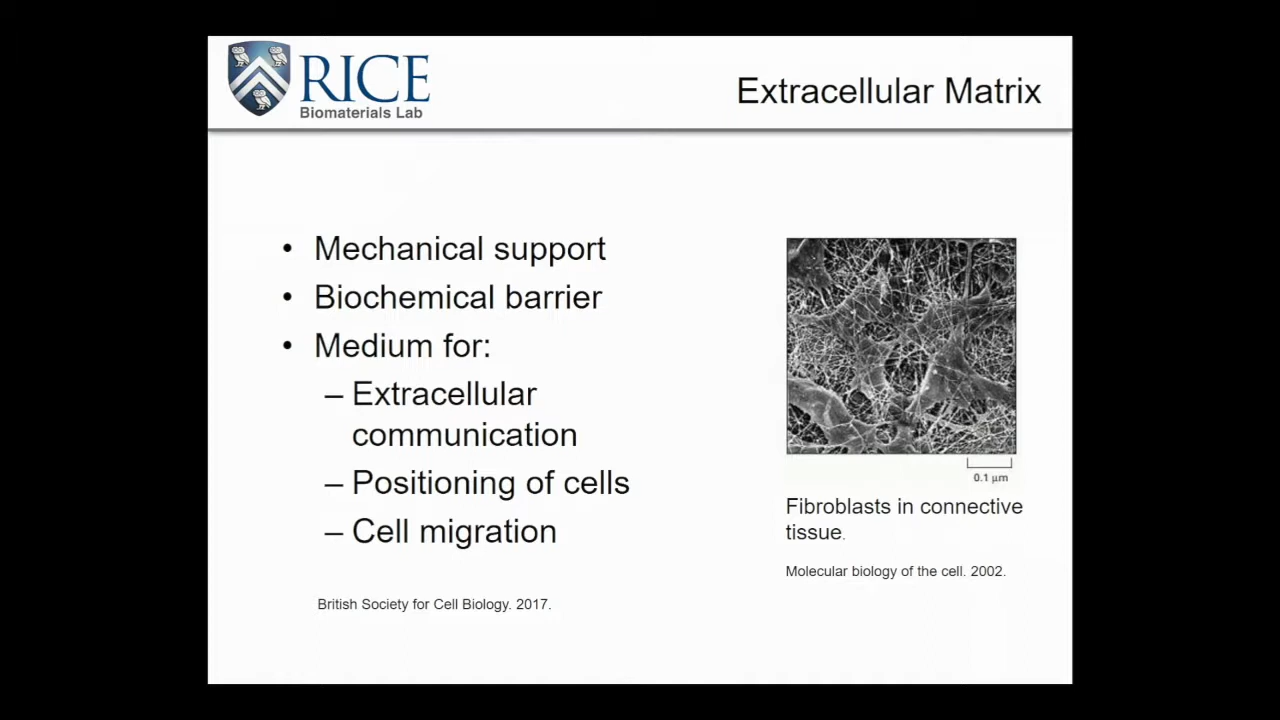 RICE
Biomaterials Lab
Extracellular Matrix
• Mechanical support
• Biochemical barrier
• Medium for:
– Extracellular
communication
– Positioning of cells
– Cell migration
British Society for Cell Biology. 2017.
0.1 μm
Fibroblasts in connective
tissue.
Molecular biology of the cell. 2002.